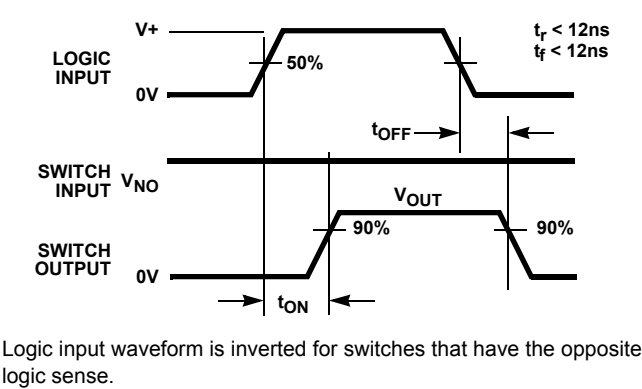 V+
LOGIC
INPUT
50%
0V
tr < 12ns
tf < 12ns
tOFF
SWITCH
INPUT
VNO
VOUT
90%
90%
SWITCH
OUTPUT
0V
tON
Logic input waveform is inverted for switches that have the opposite
logic sense.